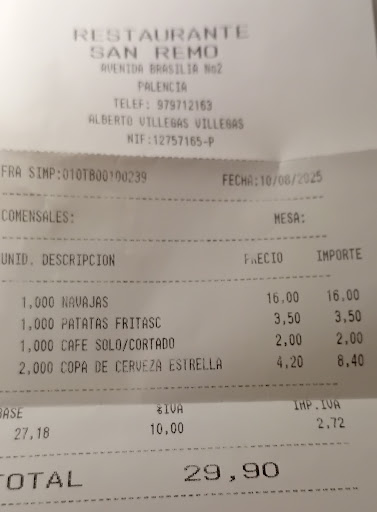 RESTAURANTE
SAN REMO
AVENIDA BRASILIA No2
PALENCIA
TELEF: 979712163
ALBERTO VILLEGAS VILLEGAS
NIF:12757165-P
FRA SIMP:010TB00100239 FECHA:10/08/2025
COMENSALES: MESA:
UNID. DESCRIPCION PRECIO IMPORTE
1,000 NAVAJAS 16,00 16,00
1,000 PATATAS FRITASC 3,50 3,50
1,000 CAFE SOLO/CORTADO 2,00 2,00
2,000 COPA DE CERVEZA ESTRELLA 4,20 8,40
BASE %IVA IMP.IVA
27,18 10,00 2,72
TOTAL 29,90